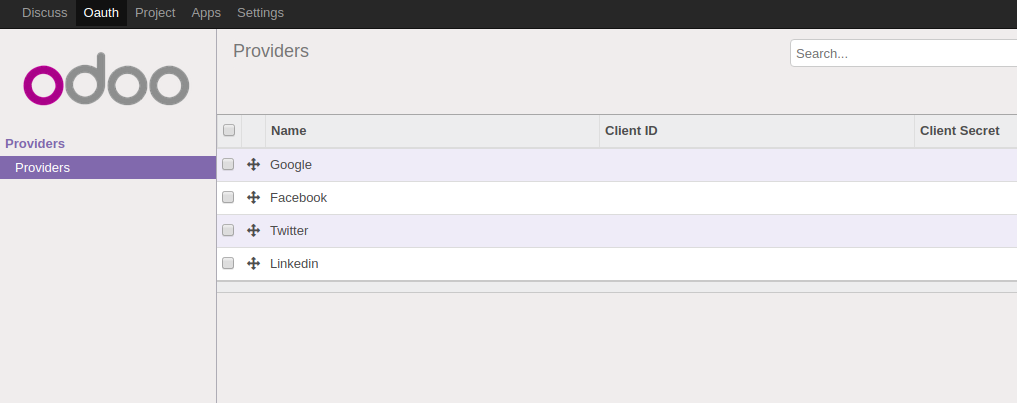 Discuss Oauth Project Apps Settings
odoo
Providers
Search...
Providers
Providers
Name Client ID Client Secret
Google
Facebook
Twitter
Linkedin